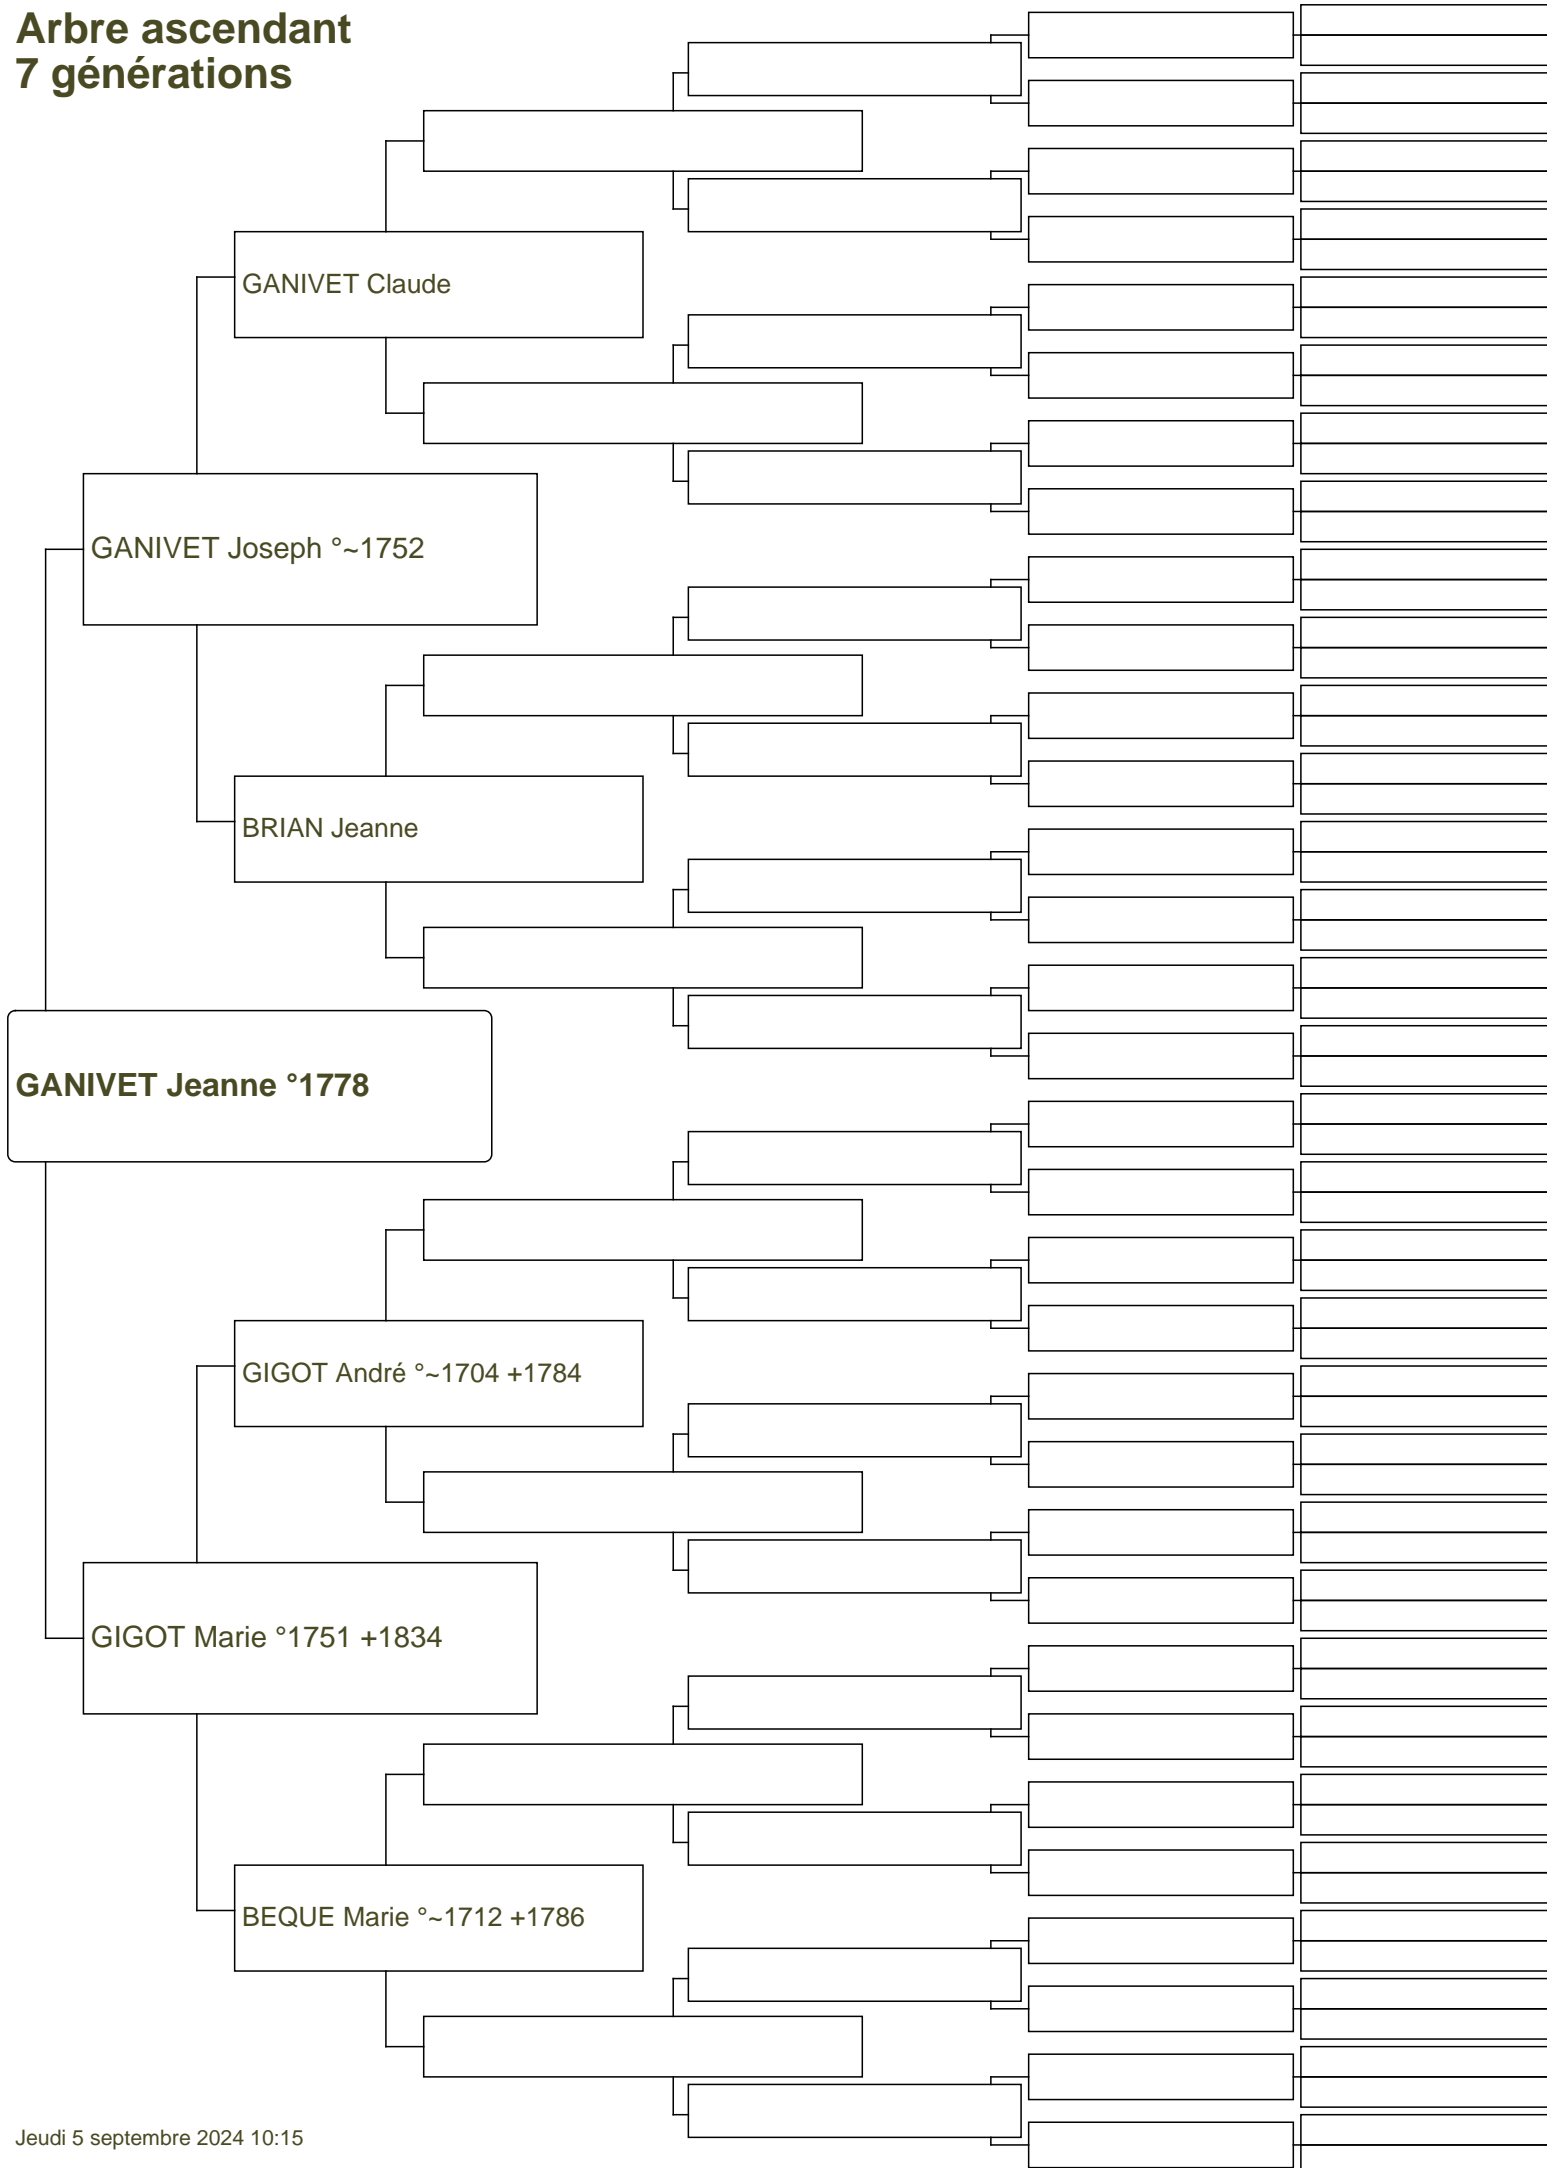 Arbre ascendant
7 générations
GANIVET Claude
GANIVET Joseph °~1752
BRIAN Jeanne
GANIVET Jeanne °1778
GIGOT André °~1704 +1784
GIGOT Marie °1751 +1834
BEQUE Marie °~1712 +1786
Jeudi 5 septembre 2024 10:15